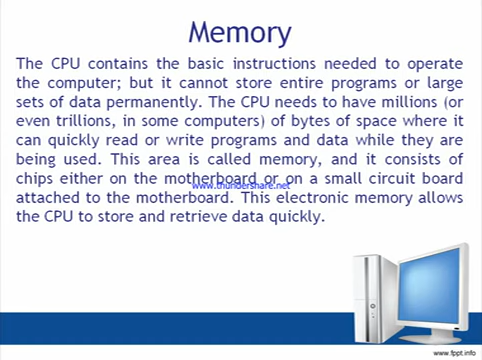 Memory
The CPU contains the basic instructions needed to operate
the computer; but it cannot store entire programs or large
sets of data permanently. The CPU needs to have millions (or
even trillions, in some computers) of bytes of space where it
can quickly read or write programs and data while they are
being used. This area is called memory, and it consists of
chips either on the motherboard or on a small circuit board
www.thundershare.net
attached to the motherboard. This electronic memory allows
the CPU to store and retrieve data quickly.
www.fppt.info